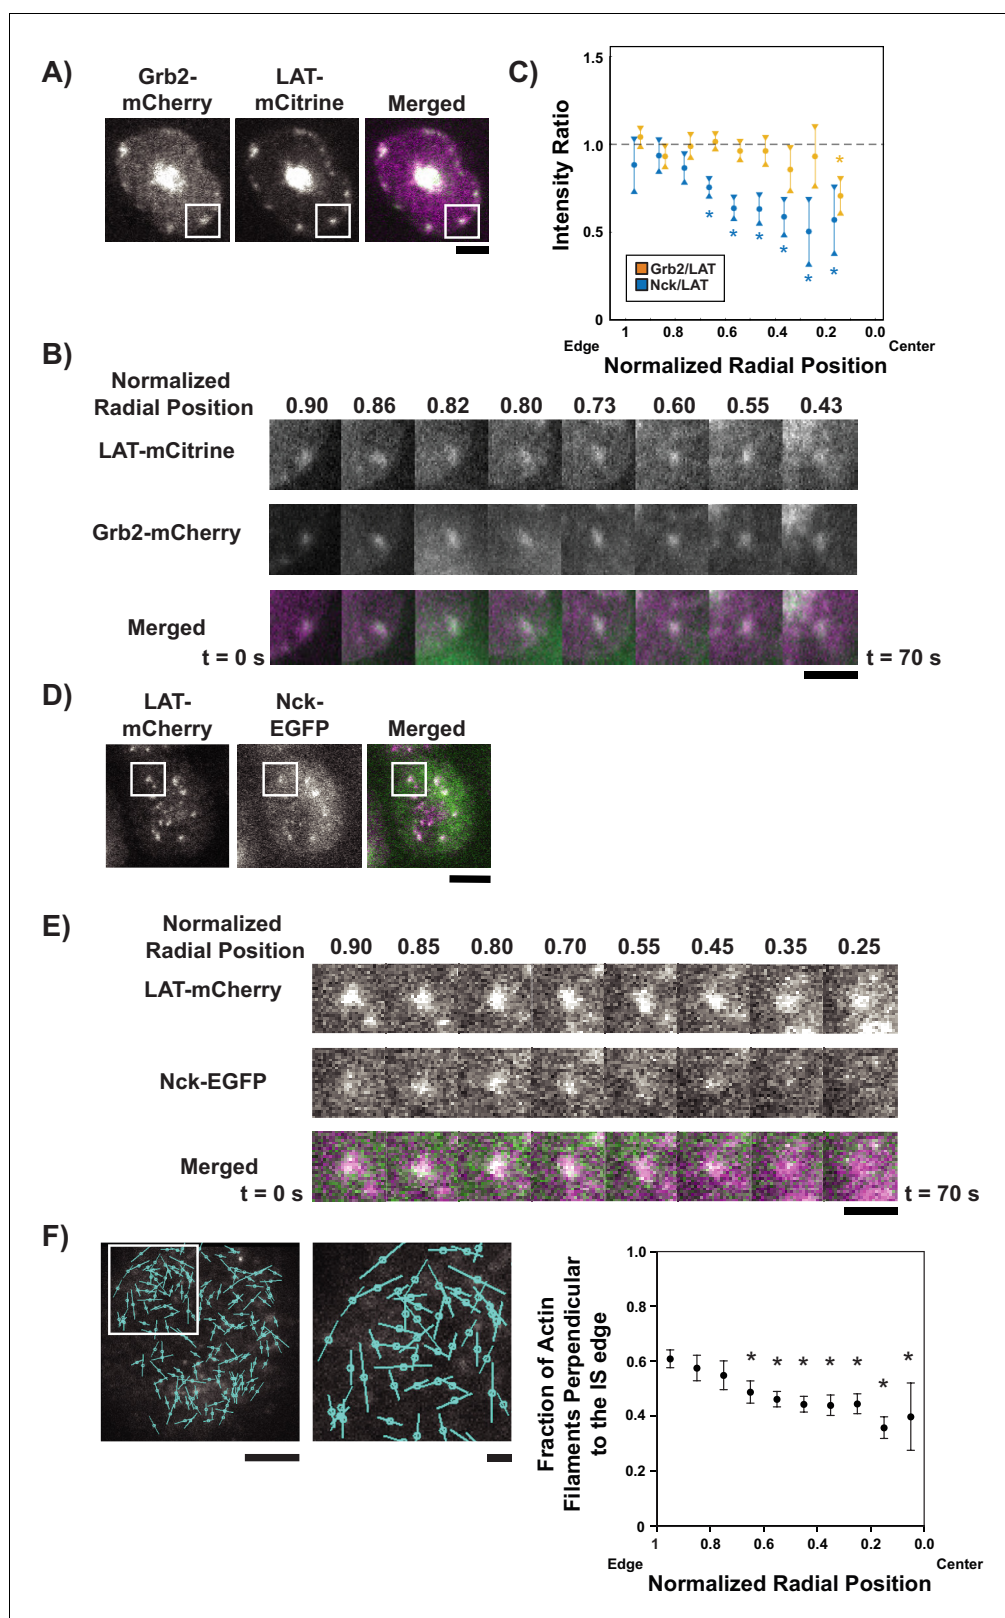 A)
Grb2-
mCherry
LAT-
mCitrine
Merged
C)
Intensity Ratio
1.5
1.0
0.5
0
Grb2/LAT
Nck/LAT
*
*
*
*
*
*
*
1
0.8
0.6
0.4
0.2
0.0
Edge
Center
Normalized Radial Position
B)
Normalized
Radial Position
0.90 0.86 0.82 0.80 0.73 0.60 0.55 0.43
LAT-mCitrine
Grb2-mCherry
Merged
t = 0 s
t = 70 s
D)
LAT-
mCherry
Nck-
EGFP
Merged
E)
Normalized
Radial Position
0.90 0.85 0.80 0.70 0.55 0.45 0.35 0.25
LAT-mCherry
Nck-EGFP
Merged
t = 0 s
t = 70 s
F)
Fraction of Actin
Filaments Perpendicular
to the IS edge
1.0
0.8
0.6
0.4
0.2
0
* * * * * * *
1 0.8 0.6 0.4 0.2 0.0
Edge
Center
Normalized Radial Position